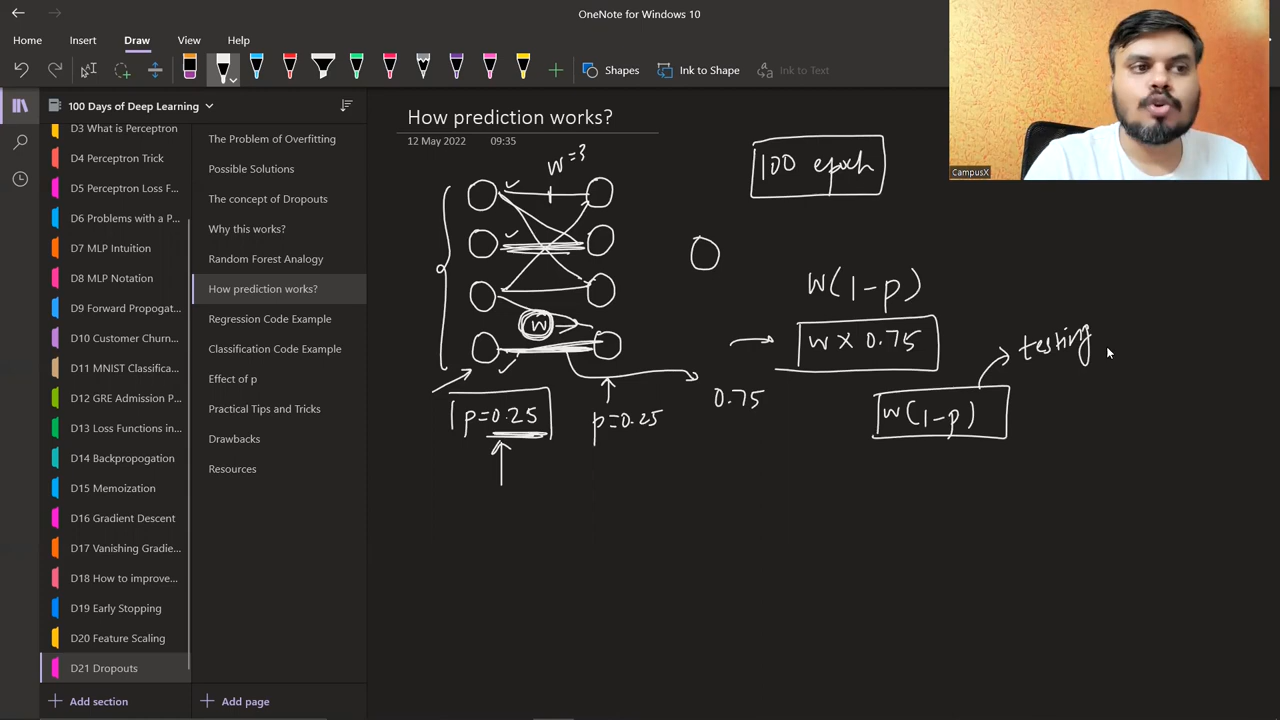 OneNote for Windows 10
Home
Insert
Draw
View
Help
Shapes
Ink to Shape
Ink to Text
100 Days of Deep Learning
D3 What is Perceptron
D4 Perceptron Trick
D5 Perceptron Loss F...
D6 Problems with a P...
D7 MLP Intuition
D8 MLP Notation
D9 Forward Propogat...
D10 Customer Churn...
D11 MNIST Classifica...
D12 GRE Admission P...
D13 Loss Functions in...
D14 Backpropogation
D15 Memoization
D16 Gradient Descent
D17 Vanishing Gradie...
D18 How to improve...
D19 Early Stopping
D20 Feature Scaling
D21 Dropouts
Add section
The Problem of Overfitting
Possible Solutions
The concept of Dropouts
Why this works?
Random Forest Analogy
How prediction works?
Regression Code Example
Classification Code Example
Effect of p
Practical Tips and Tricks
Drawbacks
Resources
Add page
How prediction works?
12 May 2022 09:35
w=3
100 epoch
w(1-p)
w
w x 0.75
testing
p=0.25
p=0.25
0.75
w(1-p)
CampusX